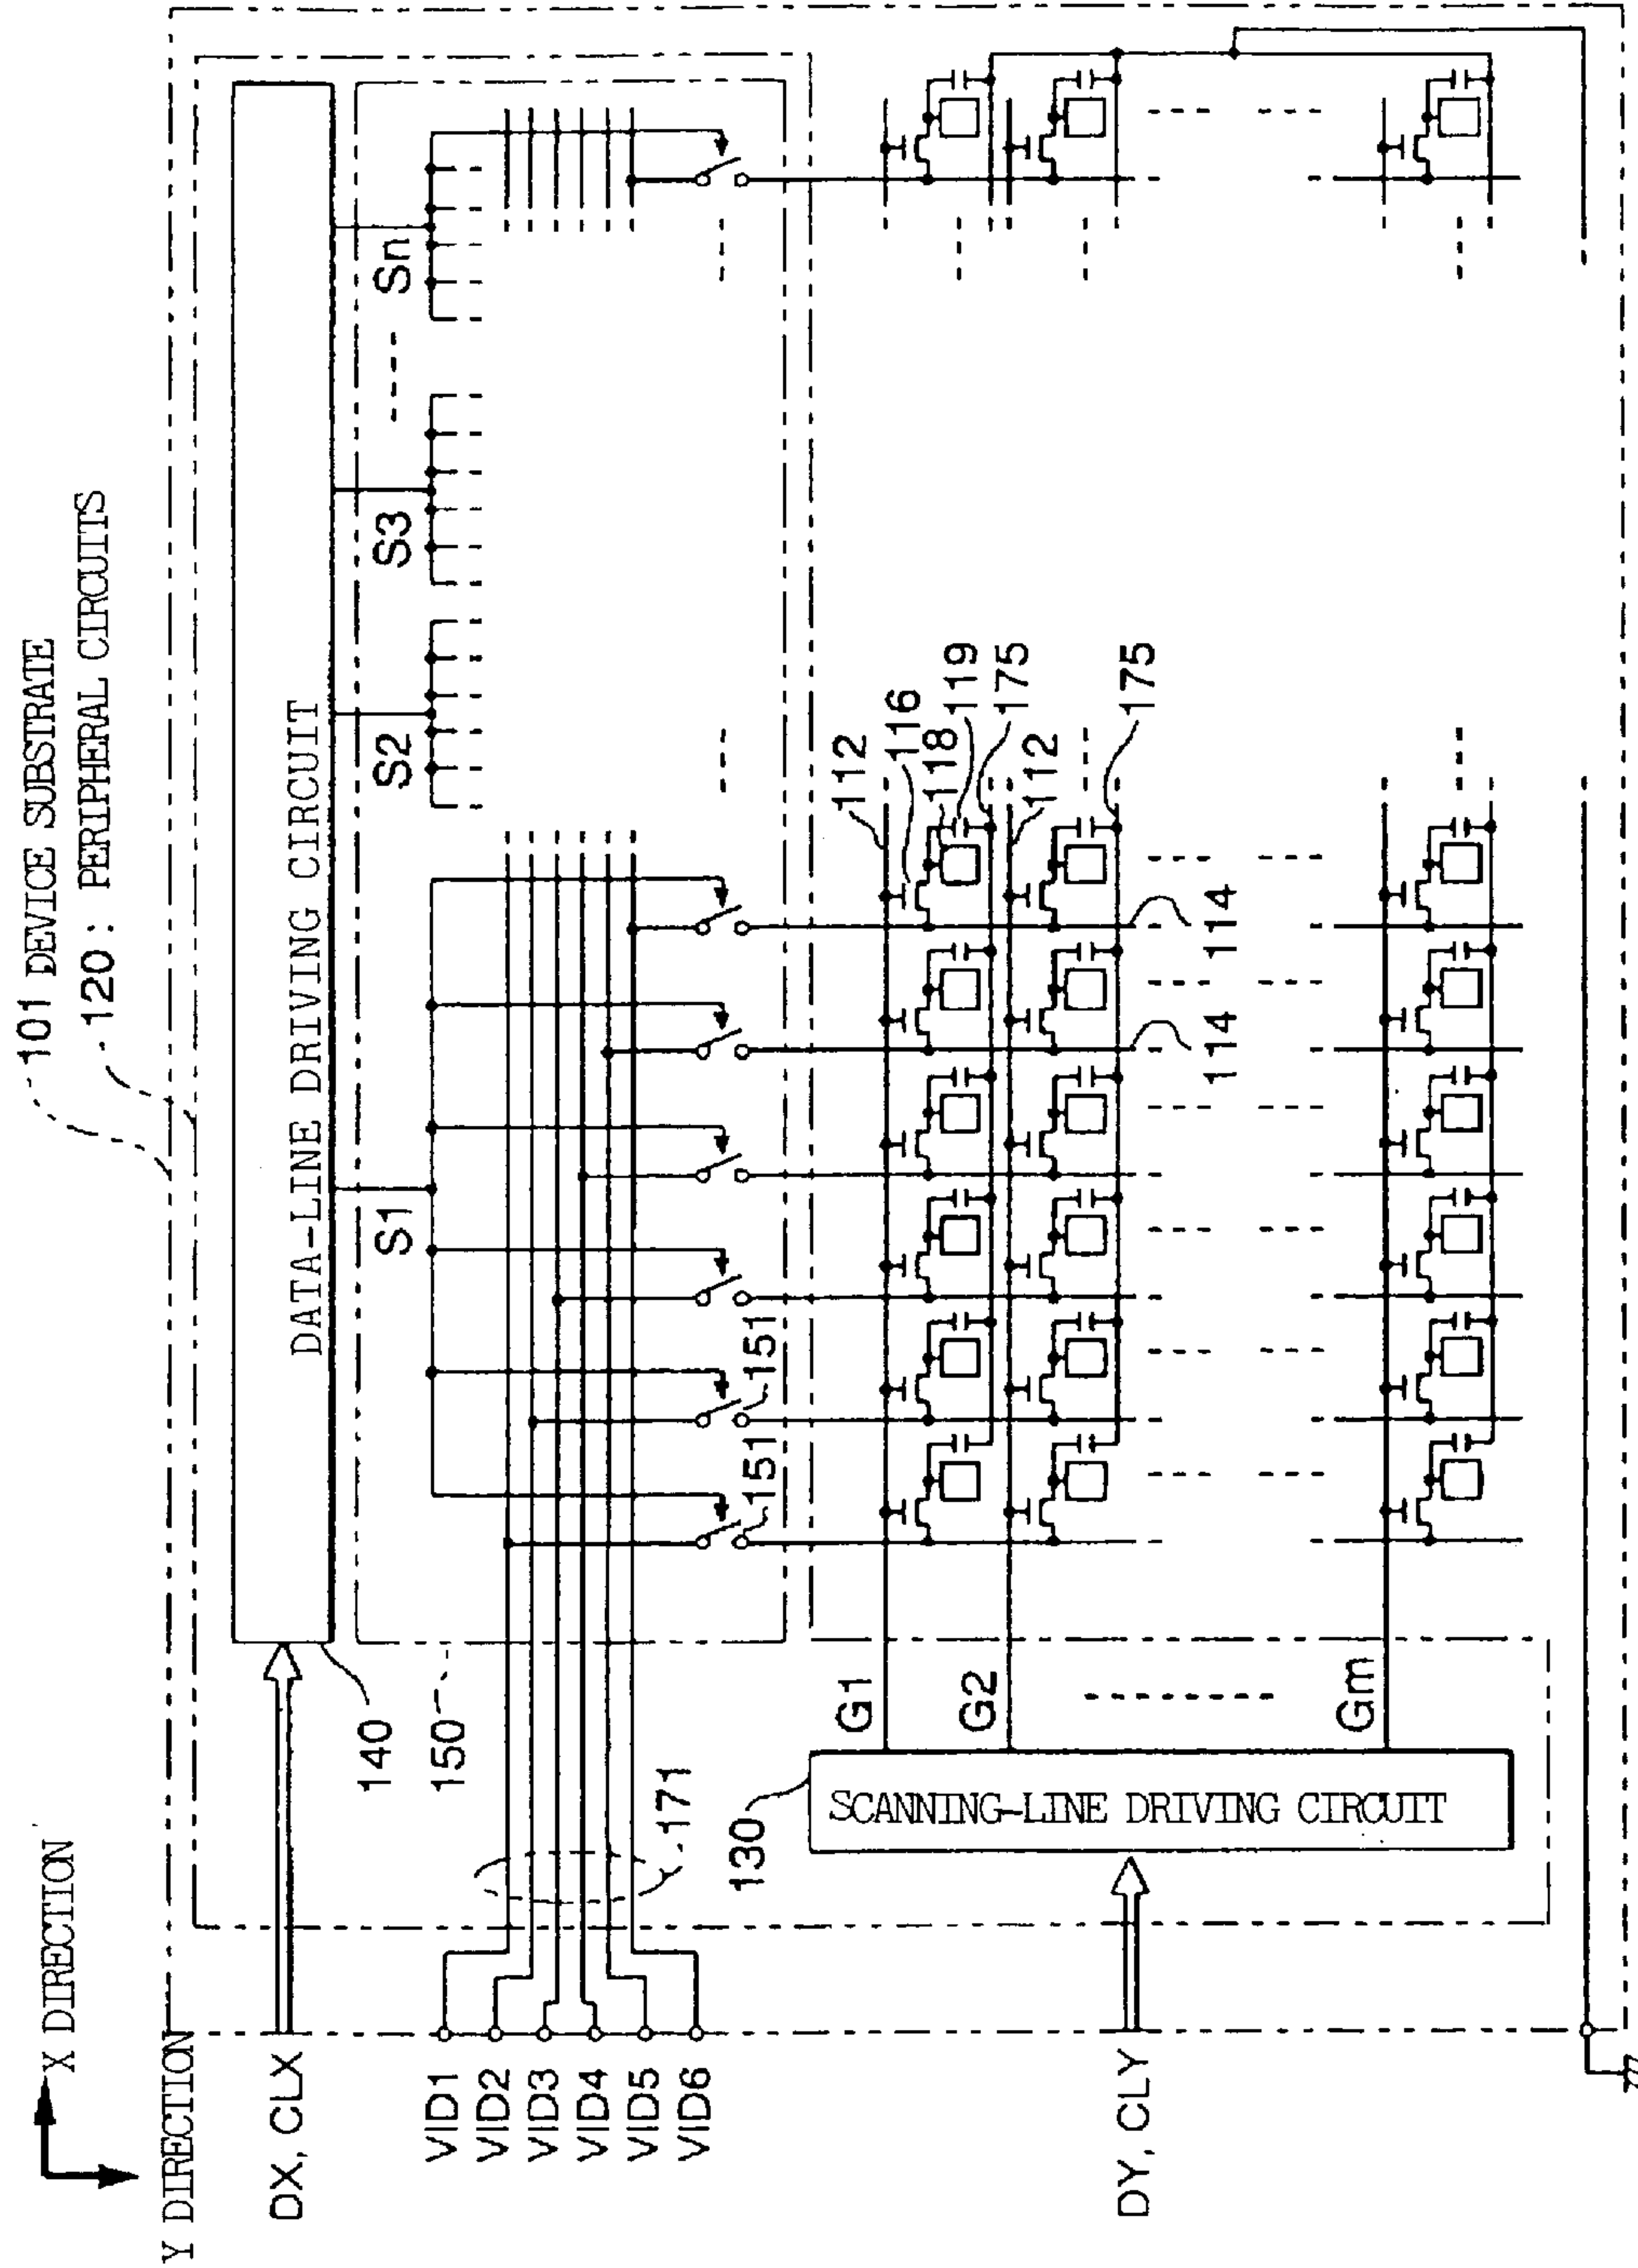 101 DEVICE SUBSTRATE
120 : PERIPHERAL CIRCUITS
X DIRECTION
Y DIRECTION
DX, CLX
140
DATA-LINE DRIVING CIRCUIT
150
S1
S2
S3
Sn
VID1
VID2
VID3
VID4
VID5
VID6
171
151
151
130
SCANNING-LINE DRIVING CIRCUIT
DY, CLY
G1
G2
Gm
112
116
118
119
175
112
175
114
114